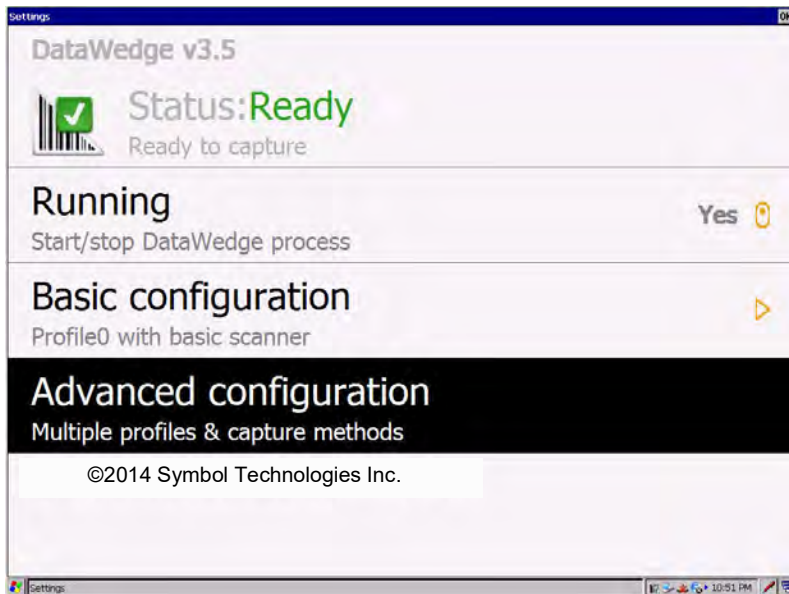 Settings
OK
DataWedge v3.5
Status:Ready
Ready to capture
Running
Yes
Start/stop DataWedge process
Basic configuration
Profile0 with basic scanner
Advanced configuration
Multiple profiles & capture methods
©2014 Symbol Technologies Inc.
Settings
10:51 PM